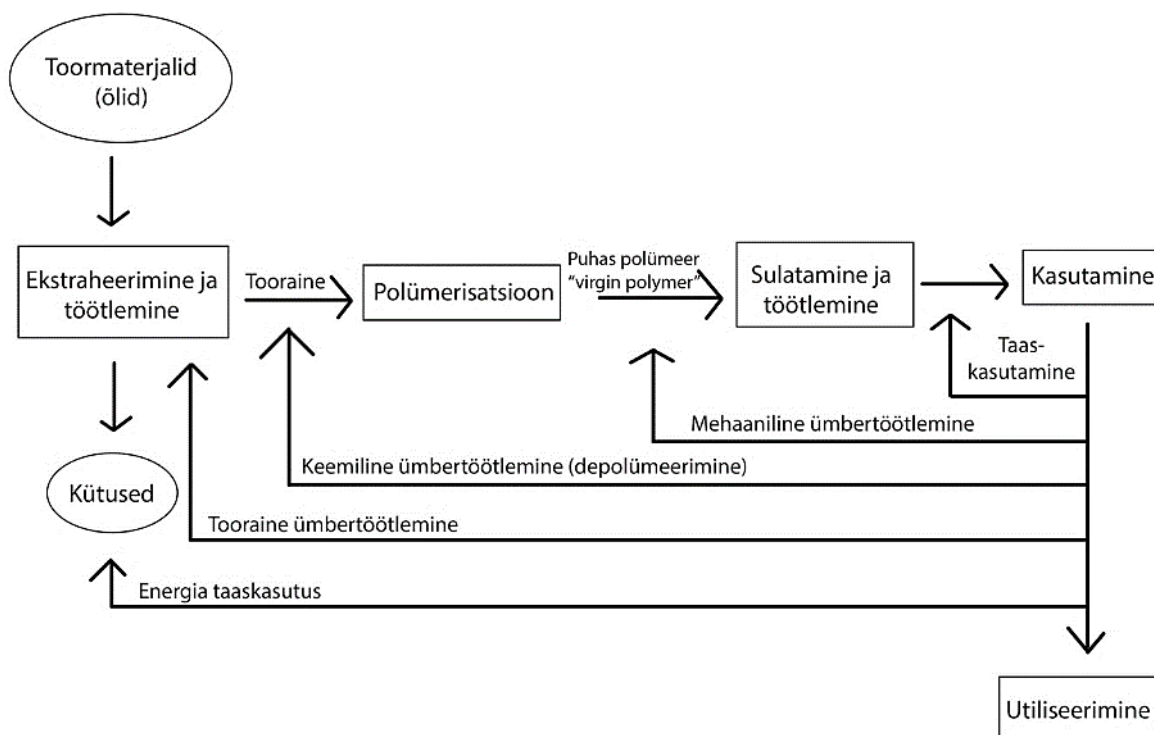 Toormaterjalid
(õlid)
Ekstraheerimine ja
töötlemine
Tooraine
Polümerisatsioon
Puhas polümeer
“virgin polymer”
Sulatamine ja
töötlemine
Kasutamine
Taas-
kasutamine
Mehaaniline ümbertöötlemine
Keemiline ümbertöötlemine (depolümeerimine)
Kütused
Tooraine ümbertöötlemine
Energia taaskasutus
Utiliseerimine